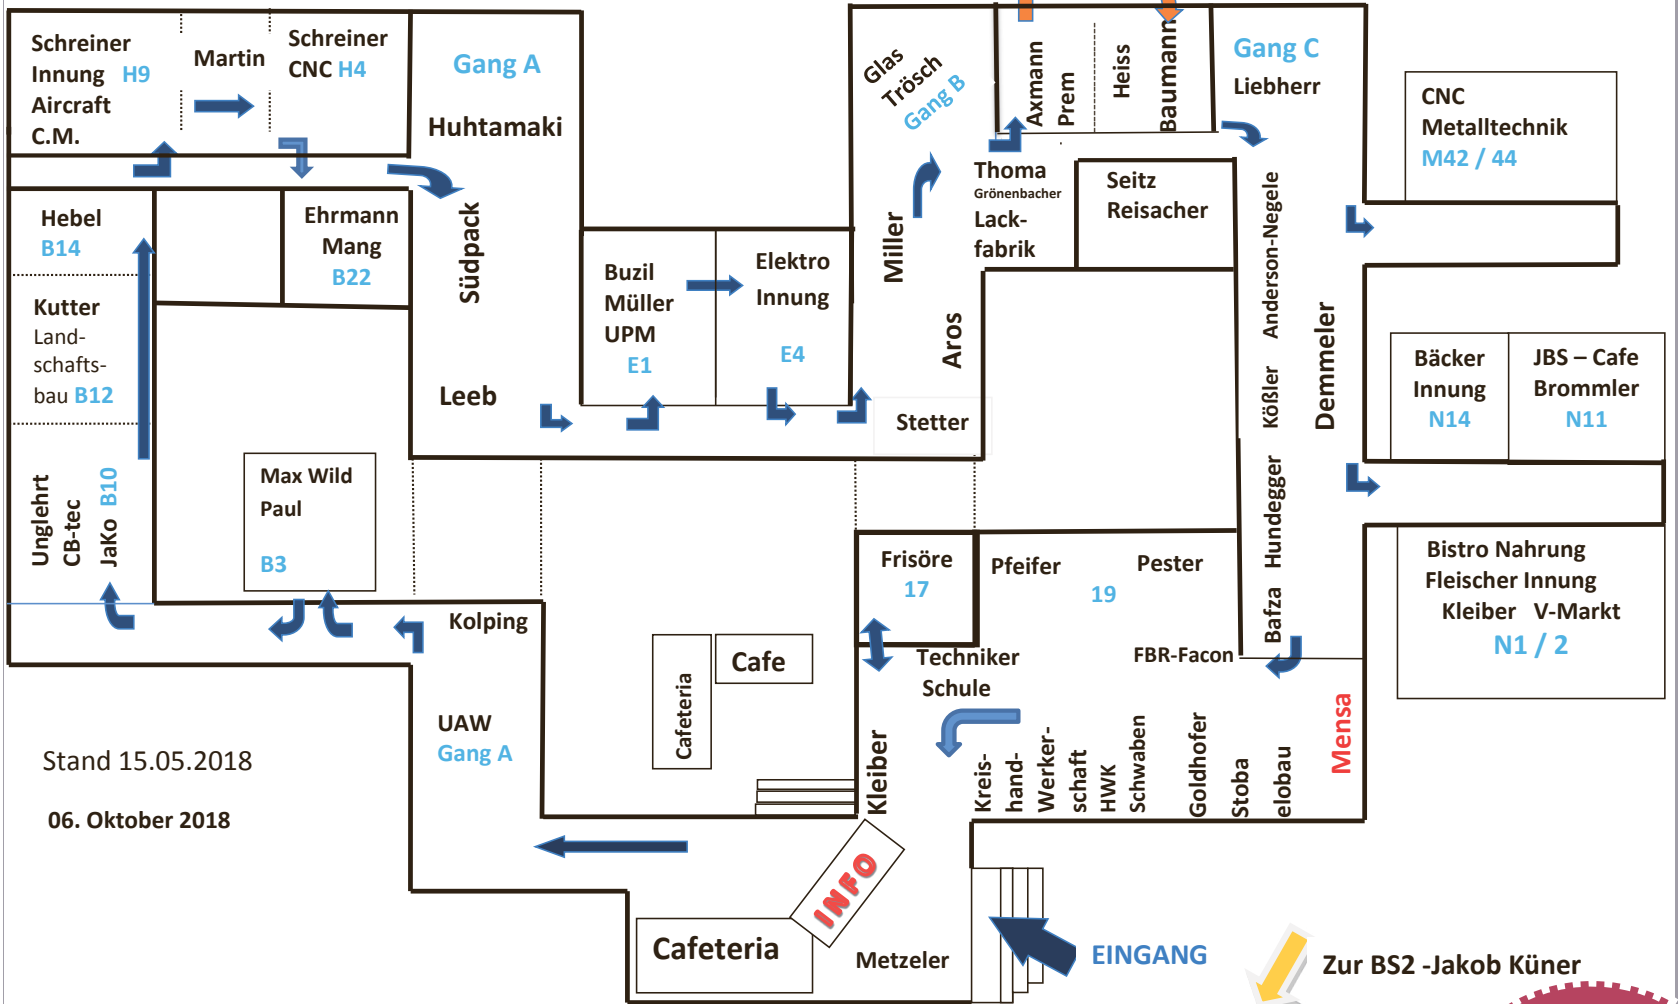 Schreiner
Innung H9
Aircraft
C.M.
Martin
Schreiner
CNC H4
Gang A
Huhtamaki
Glas
Trösch
Gang B
Axmann
Prem
Heiss
Baumann
Gang C
Liebherr
CNC
Metalltechnik
M42 / 44
Hebel
B14
Ehrmann
Mang
B22
Südpack
Buzil
Müller
UPM
E1
Elektro
Innung
E4
Miller
Thoma
Grönenbacher
Lack-
fabrik
Seitz
Reisacher
Anderson-Negele
Kößler
Demmeler
Aros
Kutter
Land-
schafts-
bau B12
Leeb
Stetter
Bäcker
Innung
N14
JBS – Cafe
Brommler
N11
Unglehrt
CB-tec
JaKo B10
Max Wild
Paul
B3
Hundegger
Bafza
Frisöre
17
Pfeifer
Pester
19
Bistro Nahrung
Fleischer Innung
Kleiber V-Markt
N1 / 2
Kolping
Techniker
Schule
FBR-Facon
Cafeteria
Cafe
UAW
Gang A
Kleiber
Kreis-
hand-
Werker-
schaft
HWK
Schwaben
Goldhofer
Stoba
elobau
Mensa
Stand 15.05.2018
06. Oktober 2018
INFO
Cafeteria
Metzeler
EINGANG
Zur BS2 -Jakob Küner